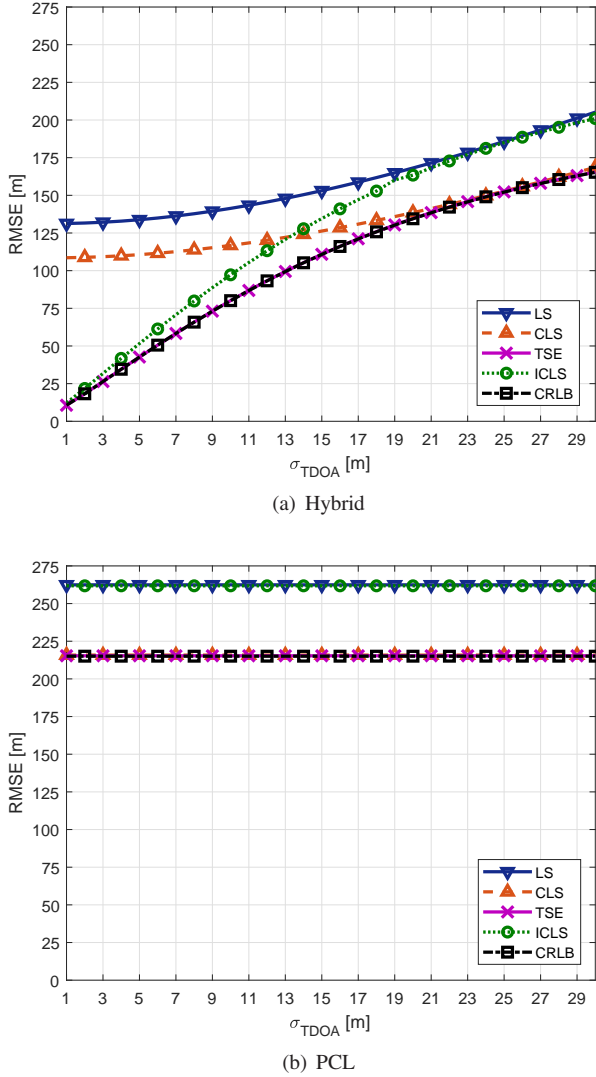 275
250
225
200
175
150
125
100
75
50
25
0
RMSE [m]
1 3 5 7 9 11 13 15 17 19 21 23 25 27 29
σTDOA [m]
LS
CLS
TSE
ICLS
CRLB
(a) Hybrid
275
250
225
200
175
150
125
100
75
50
25
0
RMSE [m]
1 3 5 7 9 11 13 15 17 19 21 23 25 27 29
σTDOA [m]
LS
CLS
TSE
ICLS
CRLB
(b) PCL